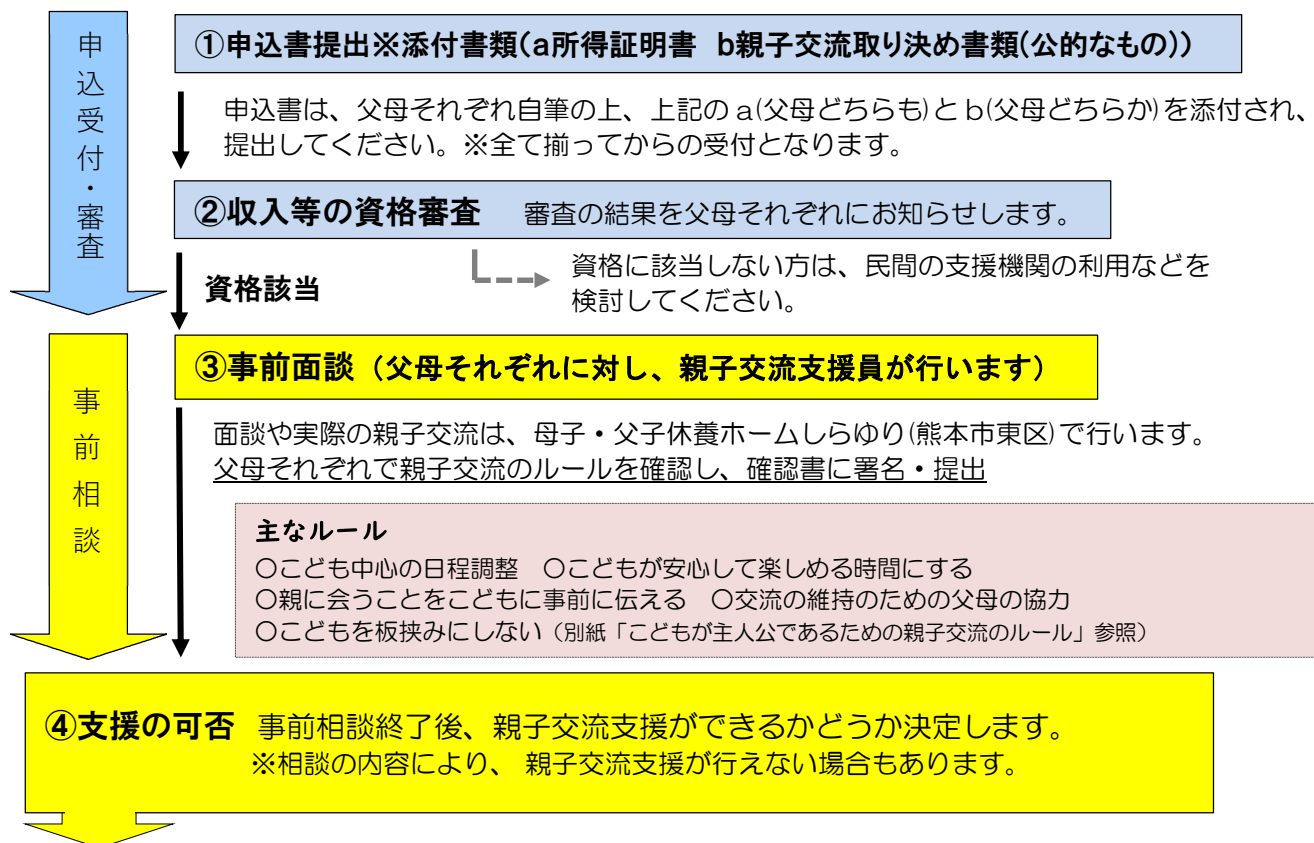 申込受付・審査
①申込書提出※添付書類(a所得証明書 b親子交流取り決め書類(公的なもの))
申込書は、父母それぞれ自筆の上、上記のa(父母どちらも)とb(父母どちらか)を添付され、
提出してください。※全て揃ってからの受付となります。
②収入等の資格審査 審査の結果を父母それぞれにお知らせします。
資格該当
資格に該当しない方は、民間の支援機関の利用などを
検討してください。
事前相談
③事前面談（父母それぞれに対し、親子交流支援員が行います）
面談や実際の親子交流は、母子・父子休養ホームしらゆり(熊本市東区)で行います。
父母それぞれで親子交流のルールを確認し、確認書に署名・提出
主なルール
〇こども中心の日程調整 〇こどもが安心して楽しめる時間にする
〇親に会うことをこどもに事前に伝える 〇交流の維持のための父母の協力
〇こどもを板挟みにしない（別紙「こどもが主人公であるための親子交流のルール」参照）
④支援の可否 事前相談終了後、親子交流支援ができるかどうか決定します。
※相談の内容により、 親子交流支援が行えない場合もあります。